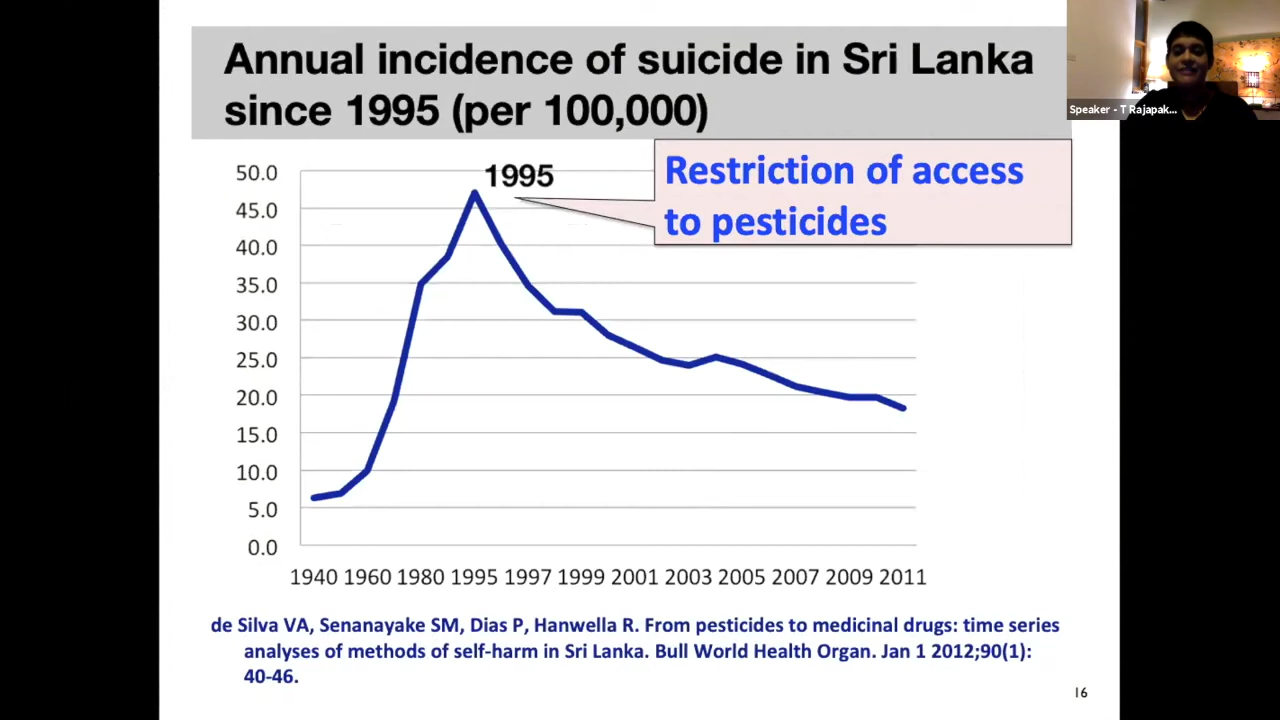 Annual incidence of suicide in Sri Lanka
since 1995 (per 100,000)
Speaker - T Rajapak...
1995
Restriction of access
to pesticides
50.0
45.0
40.0
35.0
30.0
25.0
20.0
15.0
10.0
5.0
0.0
1940 1960 1980 1995 1997 1999 2001 2003 2005 2007 2009 2011
de Silva VA, Senanayake SM, Dias P, Hanwella R. From pesticides to medicinal drugs: time series
analyses of methods of self-harm in Sri Lanka. Bull World Health Organ. Jan 1 2012;90(1):
40-46.
16